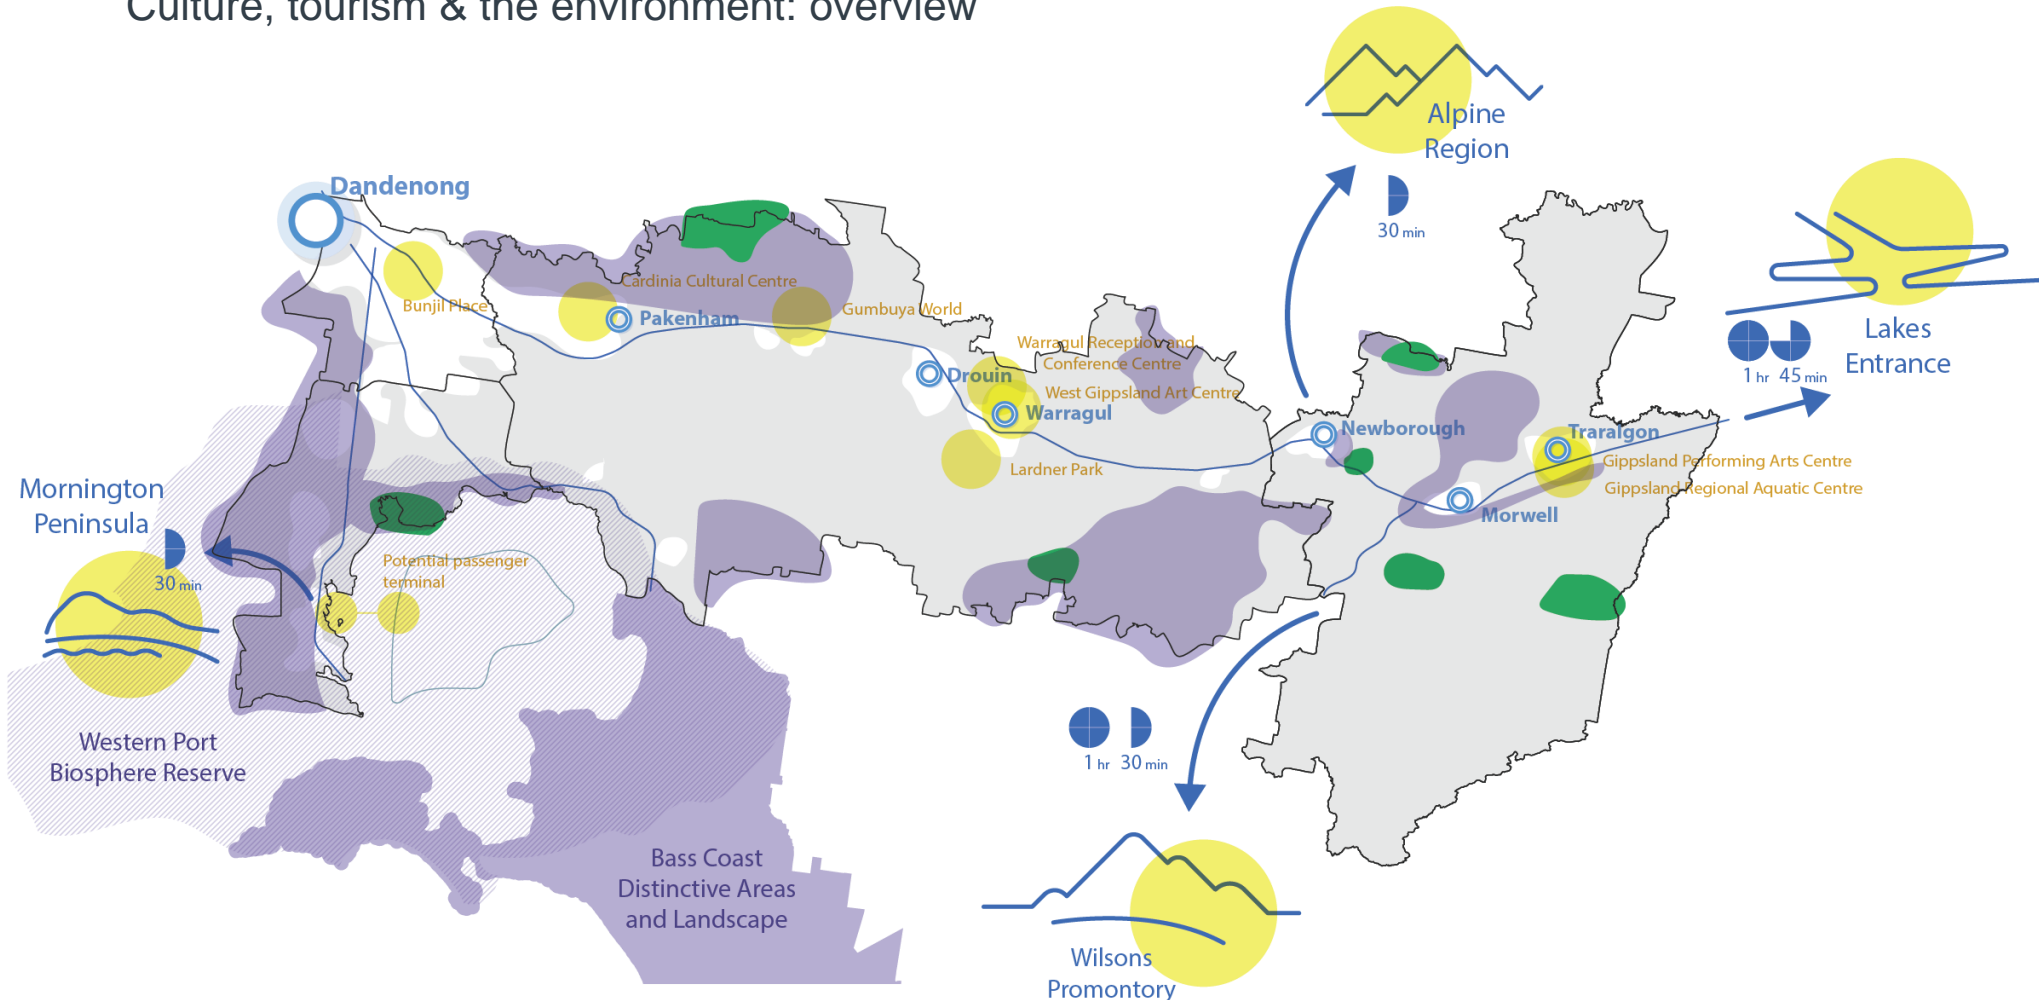 Culture, tourism & the environment: overview
Alpine
Region
30 min
Dandenong
Lakes
Entrance
1 hr 45 min
Bunjil Place
Cardinia Cultural Centre
Pakenham
Gumbuya World
Warragul Reception and
Conference Centre
Drouin
West Gippsland Art Centre
Warragul
Lardner Park
Newborough
Traralgon
Gippsland Performing Arts Centre
Gippsland Regional Aquatic Centre
Morwell
Mornington
Peninsula
30 min
Potential passenger
terminal
Western Port
Biosphere Reserve
1 hr 30 min
Bass Coast
Distinctive Areas
and Landscape
Wilsons
Promontory